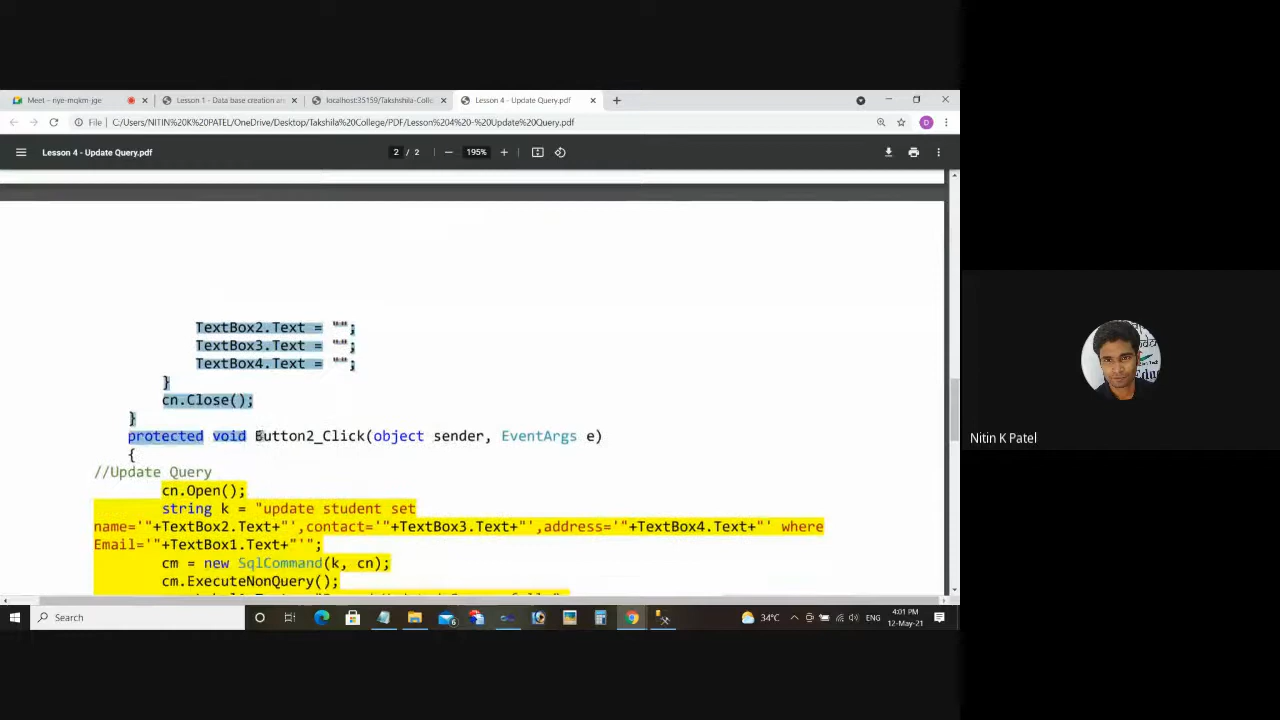 Meet - nye-mqkm-jge
Lesson 1 - Data base creation an
localhost:35159/Takshshila-Colle
Lesson 4 - Update Query.pdf
File
C:/Users/NITIN%20K%20PATEL/OneDrive/Desktop/Takshila%20College/PDF/Lesson%204%20-%20Update%20Query.pdf
D
Lesson 4 - Update Query.pdf
2 / 2
195%
TextBox2.Text = "";
TextBox3.Text = "";
TextBox4.Text = "";
}
cn.Close();
}
protected void Button2_Click(object sender, EventArgs e)
{
//Update Query
cn.Open();
string k = "update student set
name='"+TextBox2.Text+"',contact='"+TextBox3.Text+"',address='"+TextBox4.Text+"' where
Email='"+TextBox1.Text+"'";
cm = new SqlCommand(k, cn);
cm.ExecuteNonQuery();
Nitin K Patel
Search
6
34°C
ENG
4:01 PM
12-May-21